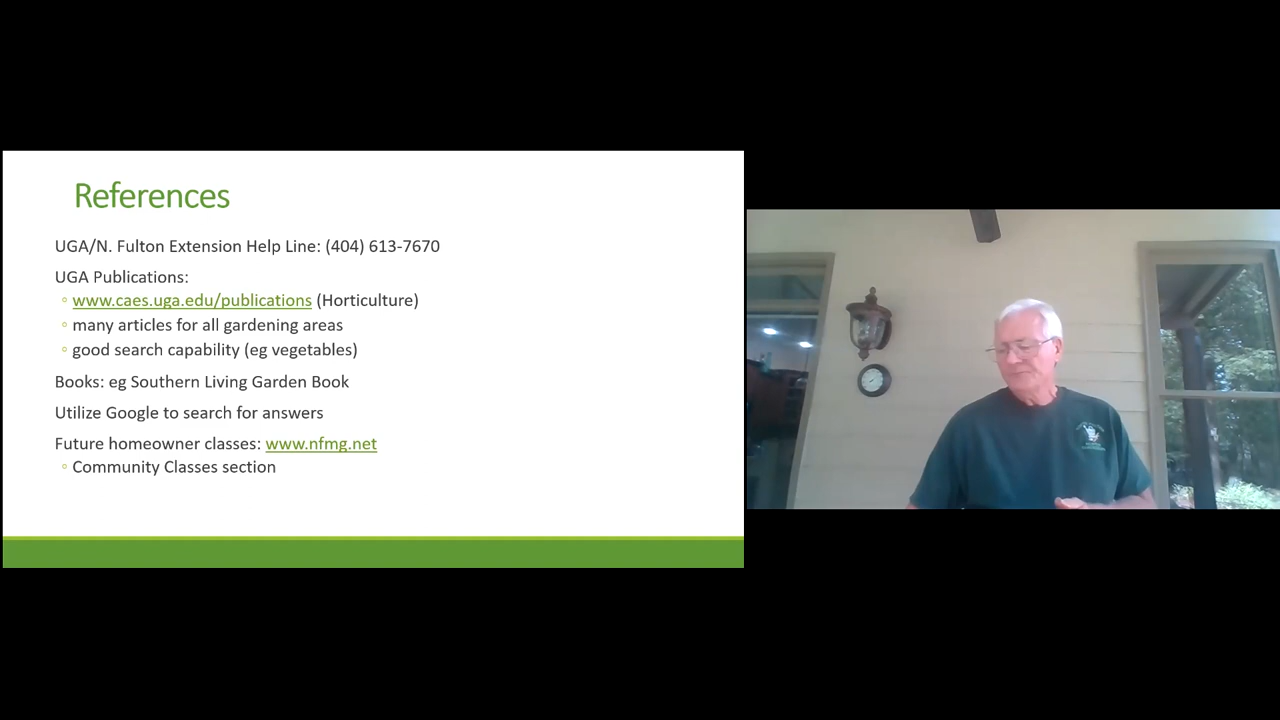 References
UGA/N. Fulton Extension Help Line: (404) 613-7670
UGA Publications:
◦ www.caes.uga.edu/publications (Horticulture)
◦ many articles for all gardening areas
◦ good search capability (eg vegetables)
Books: eg Southern Living Garden Book
Utilize Google to search for answers
Future homeowner classes: www.nfmg.net
◦ Community Classes section